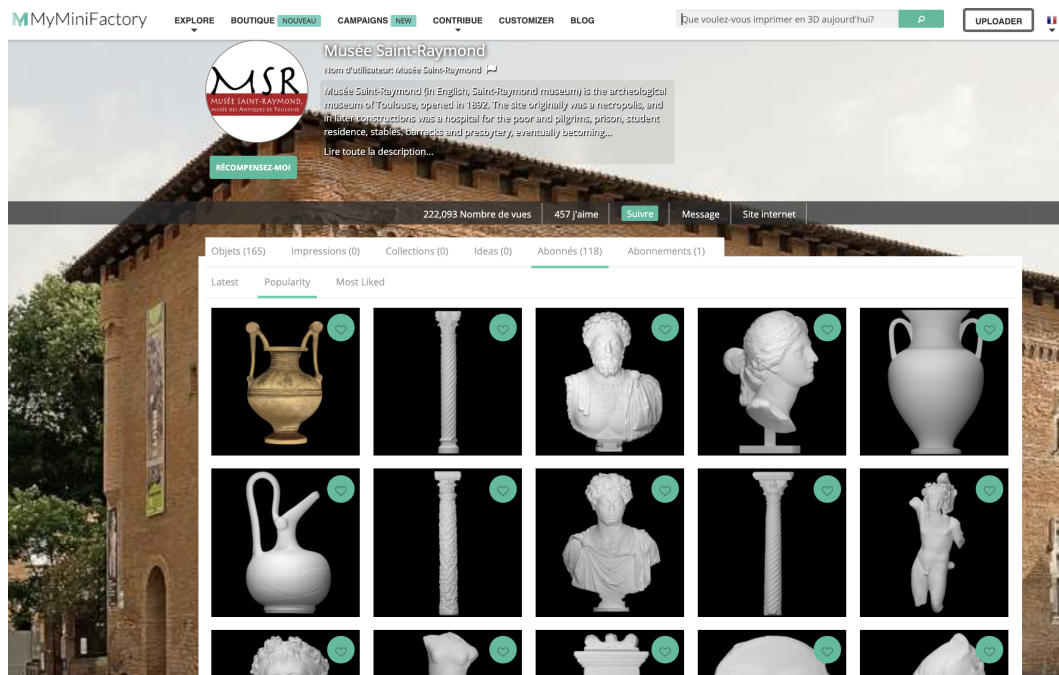 MyMiniFactory
EXPLORE BOUTIQUE NOUVEAU CAMPAIGNS NEW CONTRIBUE CUSTOMIZER BLOG
Que voulez-vous imprimer en 3D aujourd'hui?
UPLOADER
MSR
MUSÉE SAINT-RAYMOND,
MUSÉE DES ANTIQUES DE TOULOUSE
Musée Saint-Raymond
Nom d'utilisateur: Musée Saint-Raymond
Musée Saint-Raymond (in English, Saint-Raymond museum) is the archeological
museum of Toulouse, opened in 1892. The site originally was a necropolis, and
in later constructions was a hospital for the poor and pilgrims, prison, student
residence, stables, barracks and presbytery, eventually becoming...
Lire toute la description...
RÉCOMPENSEZ-MOI
222,093 Nombre de vues 457 j'aime Suivre Message Site internet
Objets (165) Impressions (0) Collections (0) Ideas (0) Abonnés (118) Abonnements (1)
Latest Popularity Most Liked